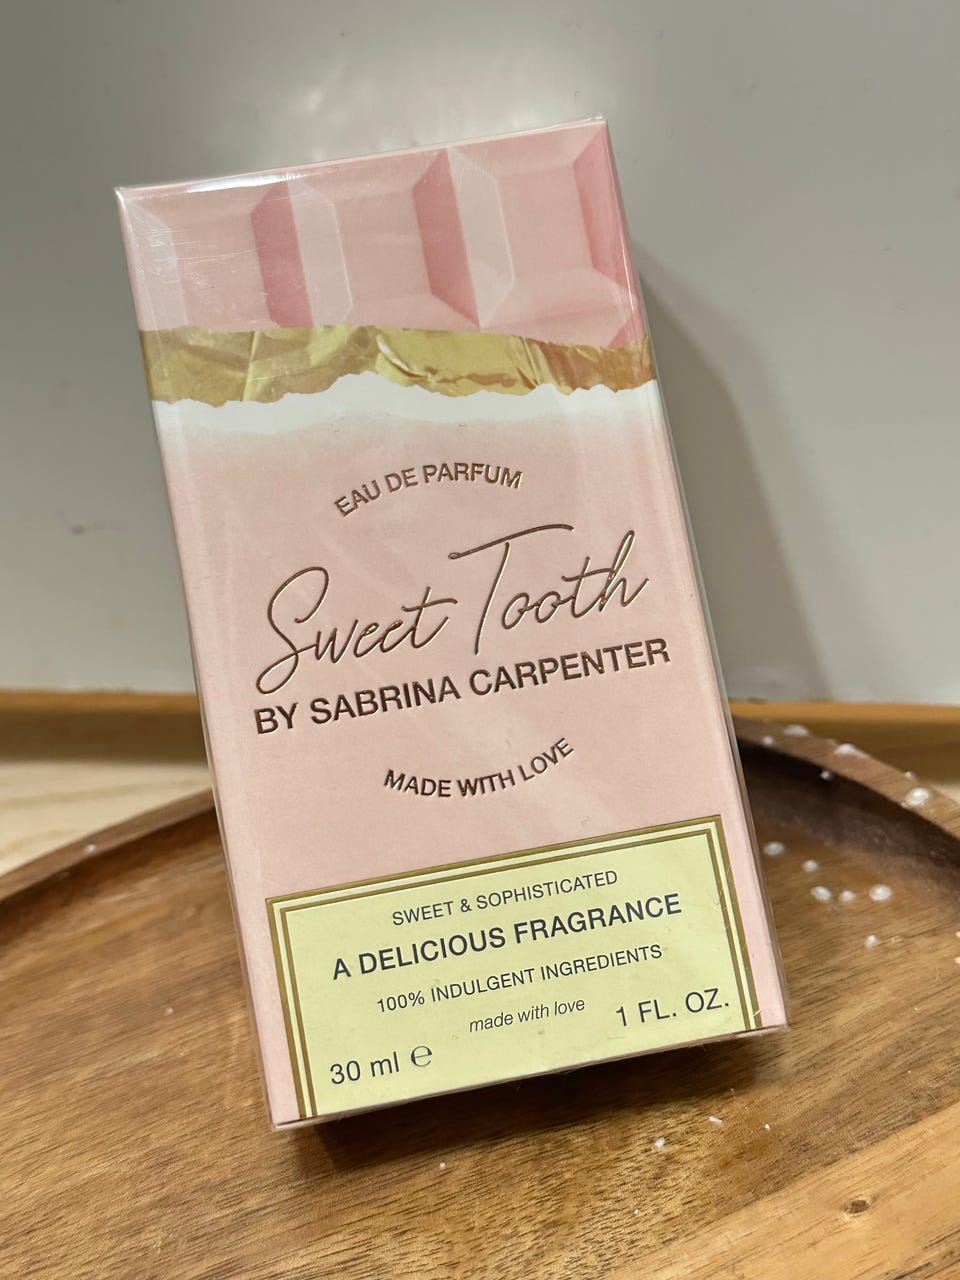 EAU DE PARFUM
Sweet Tooth
BY SABRINA CARPENTER
MADE WITH LOVE
SWEET & SOPHISTICATED
A DELICIOUS FRAGRANCE
100% INDULGENT INGREDIENTS
made with love
30 ml ℮ 1 FL. OZ.